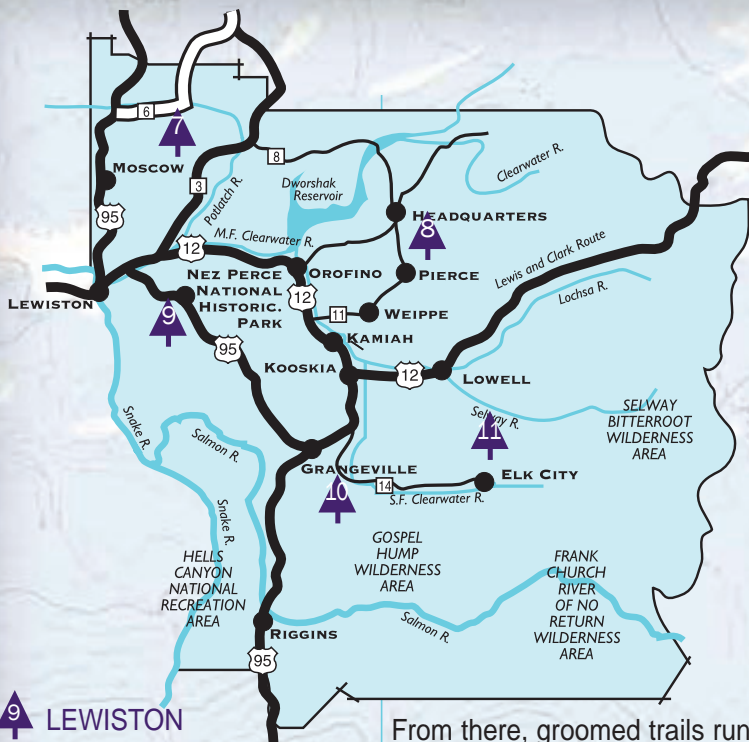 6
7
MOSCOW
8
3
Potlatch R.
Dworshak
Reservoir
Clearwater R.
95
HEADQUARTERS
8
M.F. Clearwater R.
12
NEZ PERCE
NATIONAL
HISTORIC.
PARK
OROFINO
PIERCE
Lewis and Clark Route
Lochsa R.
LEWISTON
12
9
11
WEIPPE
KAMIAH
95
KOOSKIA
12
LOWELL
Snake R.
Salmon R.
Selway R.
11
SELWAY
BITTERROOT
WILDERNESS
AREA
GRANGEVILLE
10
14
ELK CITY
S.F. Clearwater R.
Snake R.
HELLS
CANYON
NATIONAL
RECREATION
AREA
GOSPEL
HUMP
WILDERNESS
AREA
FRANK
CHURCH
RIVER
OF NO
RETURN
WILDERNESS
AREA
Salmon R.
RIGGINS
95
9 LEWISTON
From there, groomed trails run